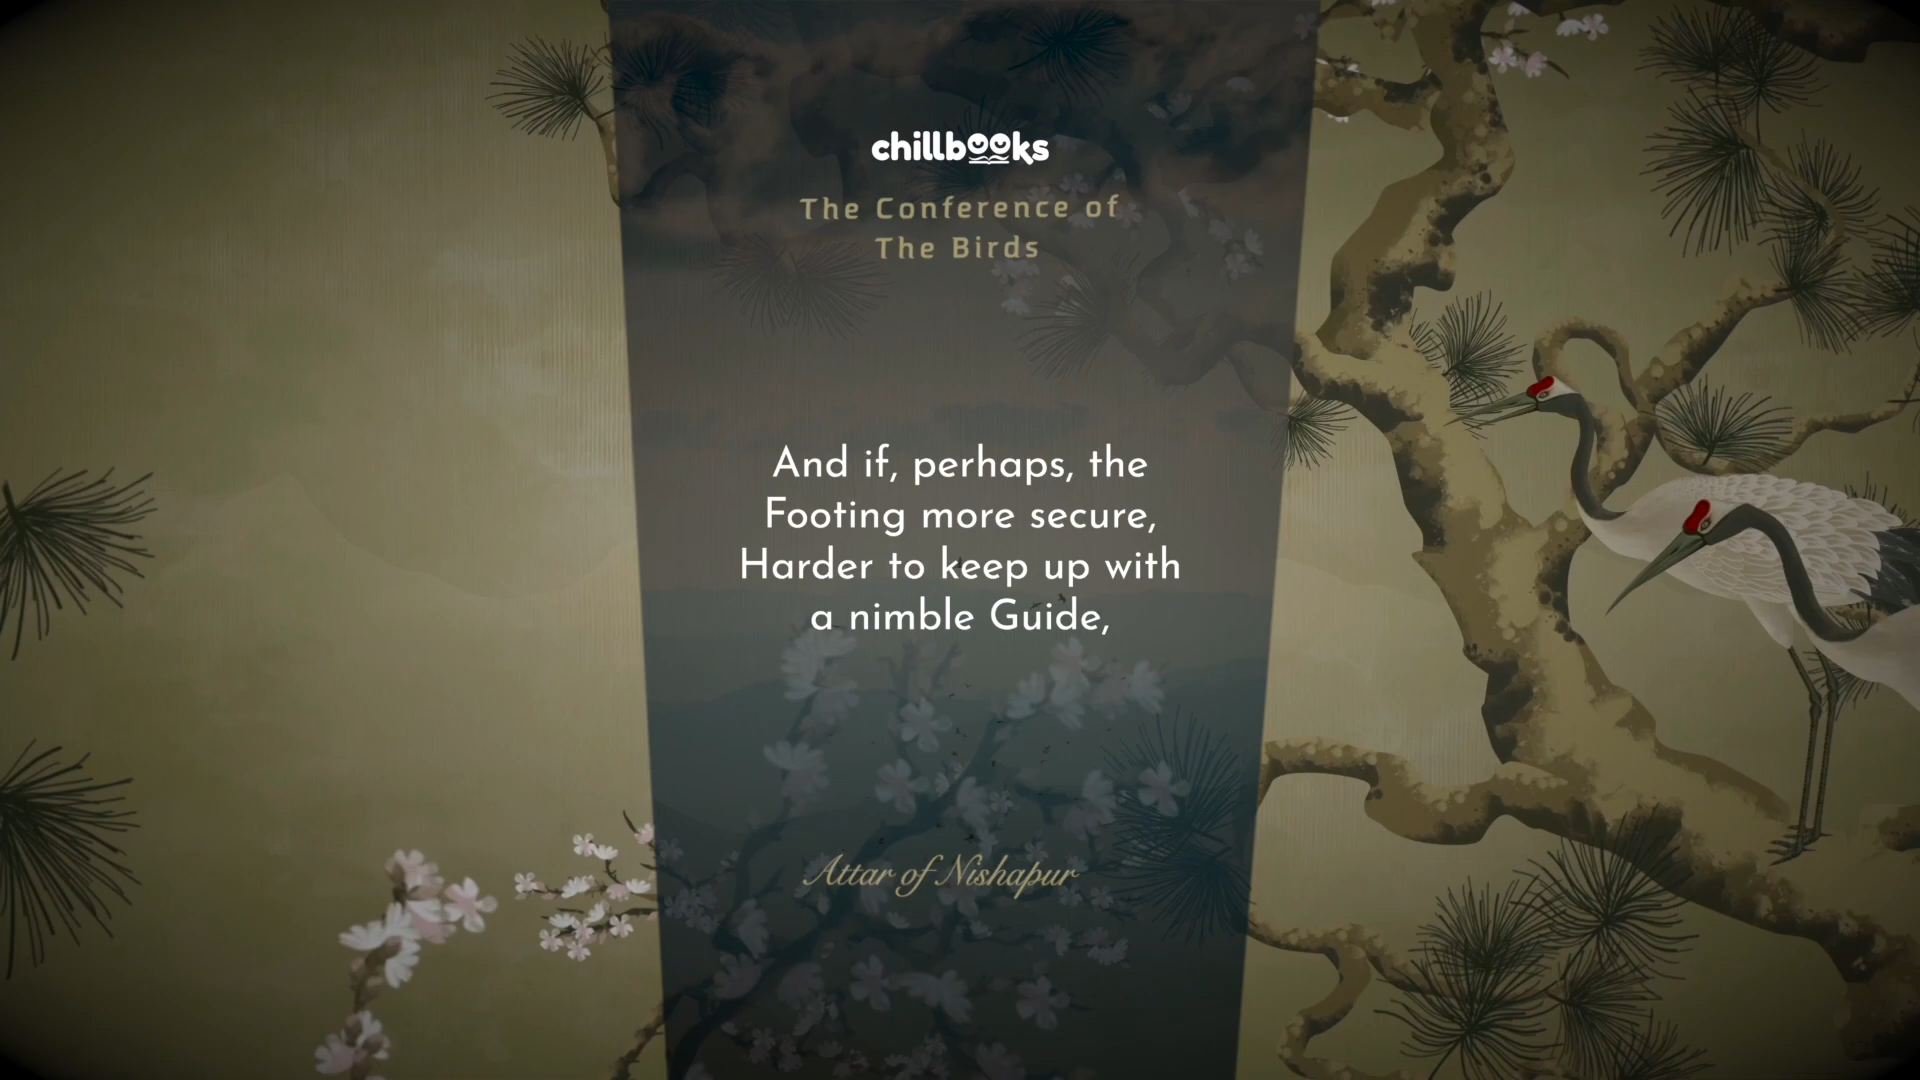 chillbooks
The Conference of
The Birds
And if, perhaps, the
Footing more secure,
Harder to keep up with
a nimble Guide,
Attar of Nishapur